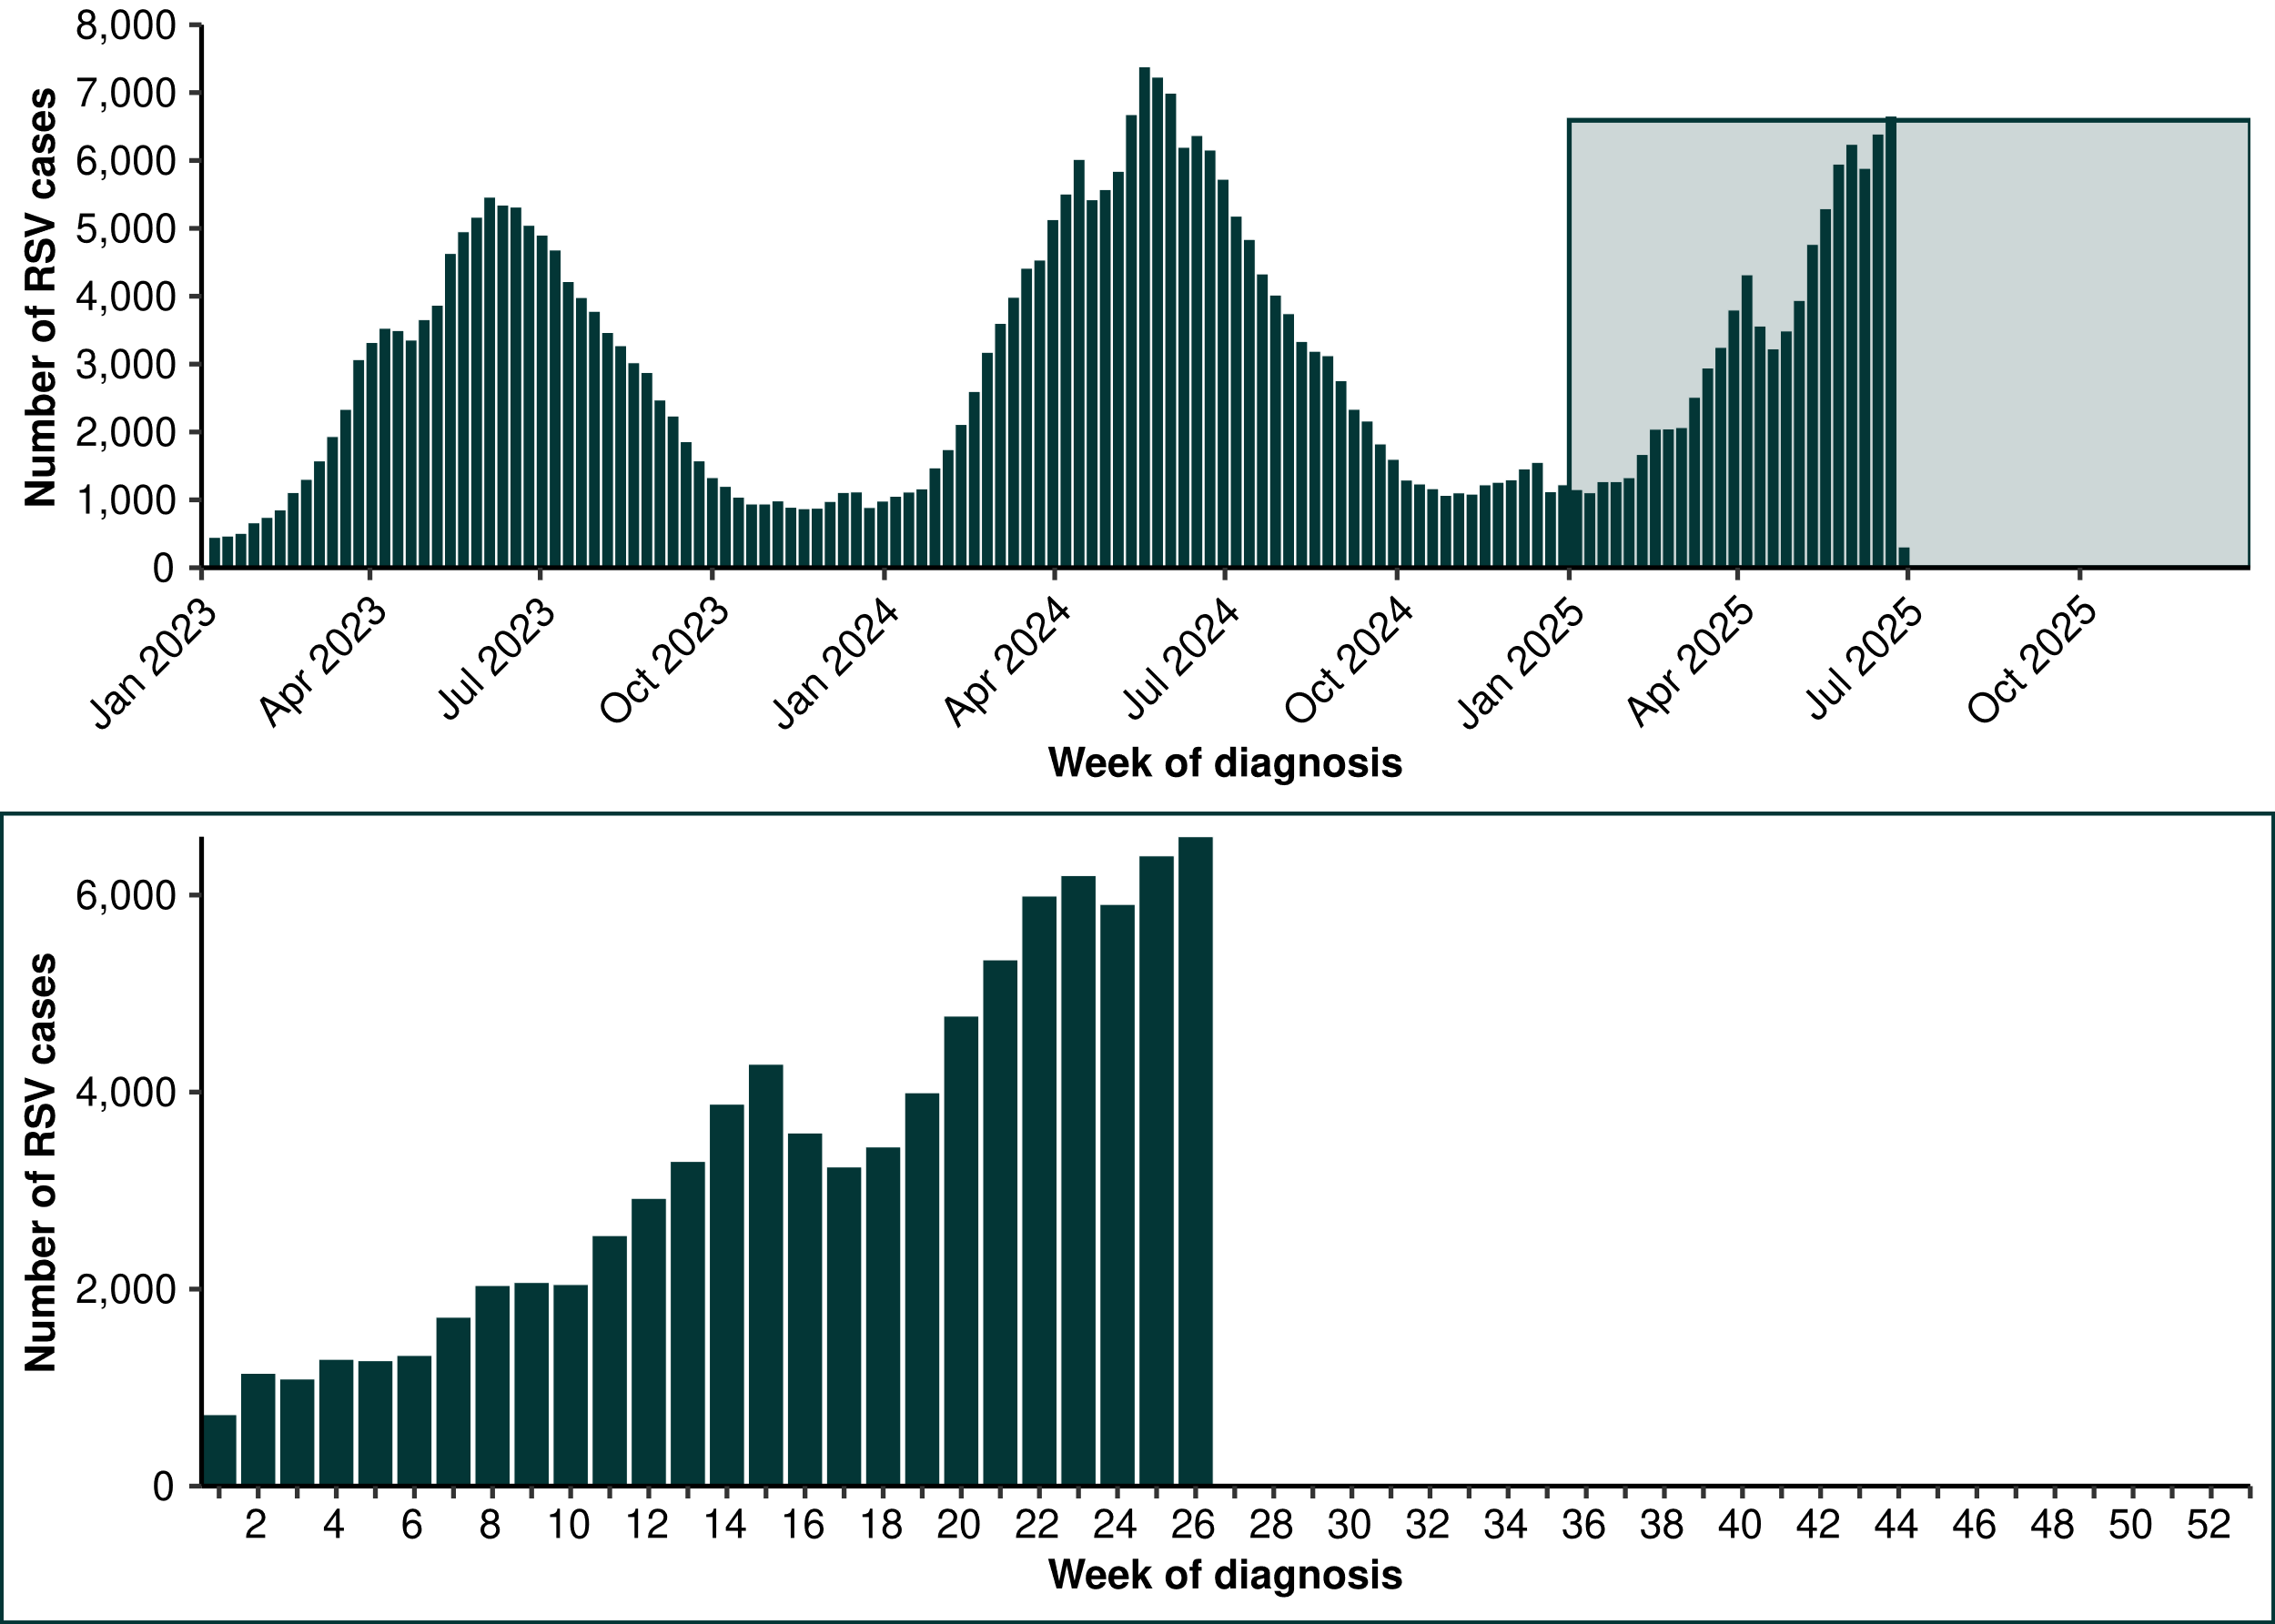 8,000
7,000
6,000
5,000
4,000
3,000
2,000
1,000
0
Number of RSV cases
Jan 2023
Apr 2023
Jul 2023
Oct 2023
Jan 2024
Apr 2024
Jul 2024
Oct 2024
Jan 2025
Apr 2025
Jul 2025
Oct 2025
Week of diagnosis
6,000
4,000
2,000
0
Number of RSV cases
2 4 6 8 10 12 14 16 18 20 22 24 26 28 30 32 34 36 38 40 42 44 46 48 50 52
Week of diagnosis